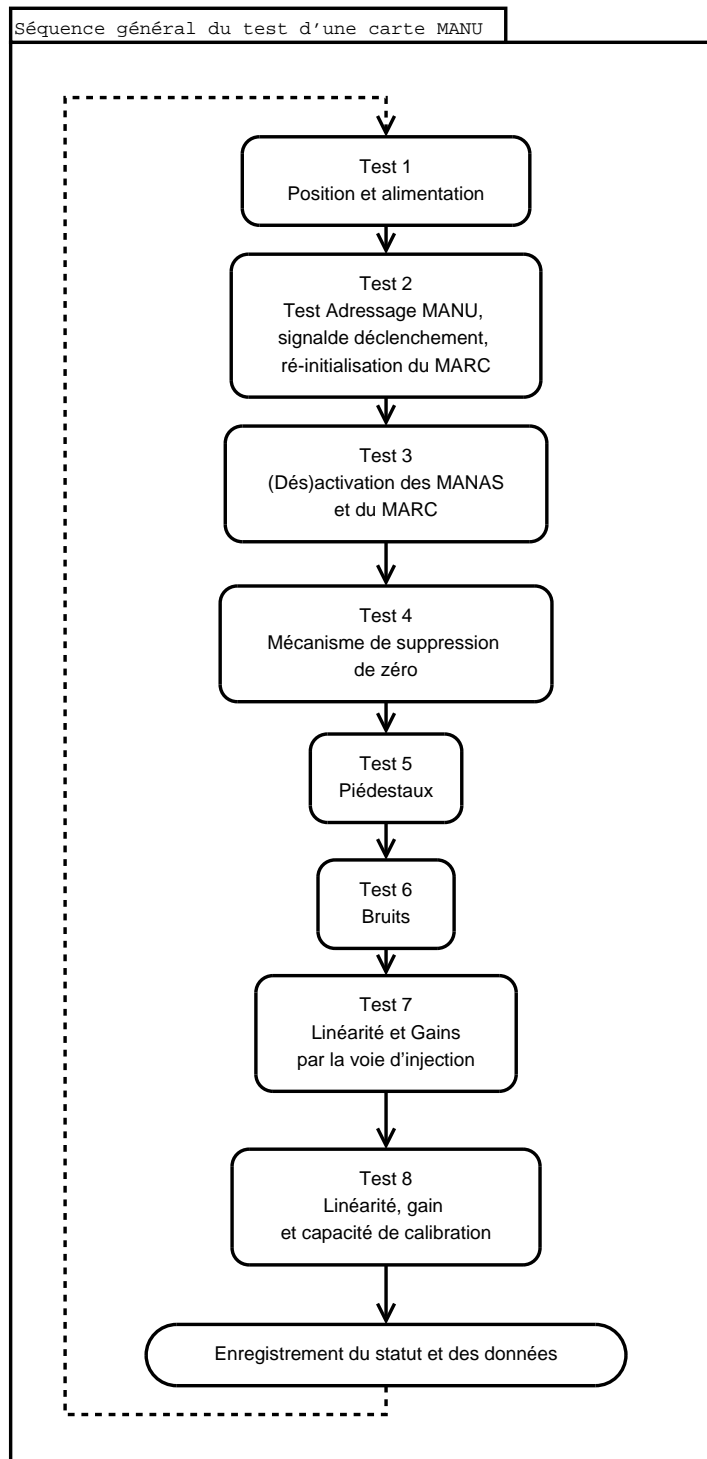 Séquence général du test d'une carte MANU
Test 1
Position et alimentation
Test 2
Test Adressage MANU,
signalde déclenchement,
ré-initialisation du MARC
Test 3
(Dés)activation des MANAS
et du MARC
Test 4
Mécanisme de suppression
de zéro
Test 5
Piédestaux
Test 6
Bruits
Test 7
Linéarité et Gains
par la voie d'injection
Test 8
Linéarité, gain
et capacité de calibration
Enregistrement du statut et des données